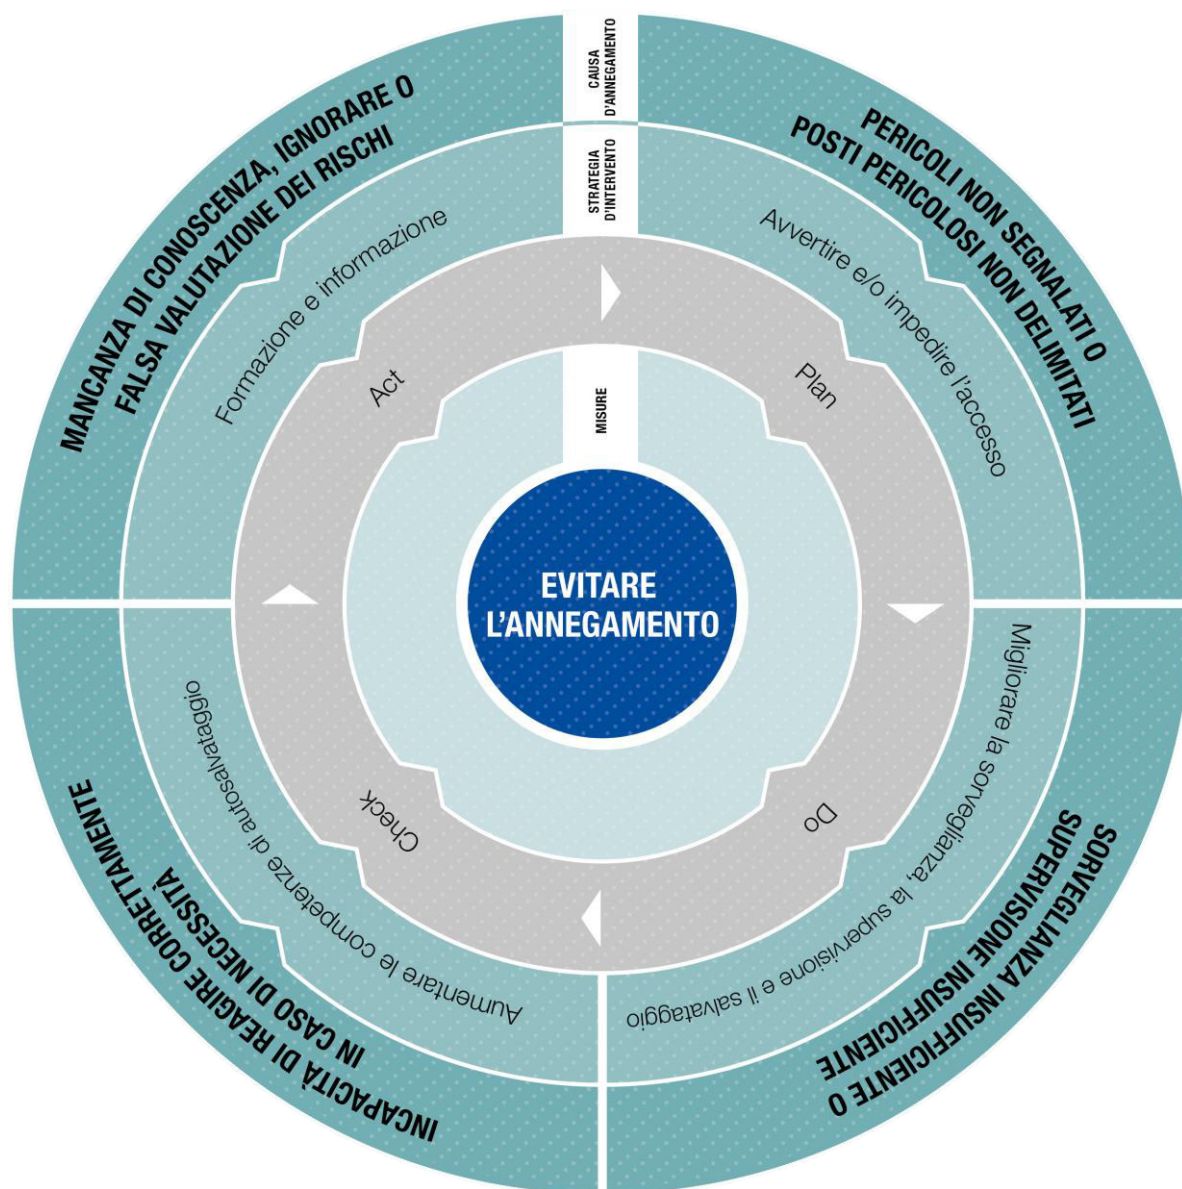 CAUSA
D'ANNEGAMENTO
STRATEGIA
D'INTERVENTO
MISURE
MANCANZA DI CONOSCENZA, IGNORARE O
FALSA VALUTAZIONE DEI RISCHI
Formazione e informazione
Act
PERICOLI NON SEGNALATI O
POSTI PERICOLOSI NON DELIMITATI
Avvertire e/o impedire l'accesso
Plan
EVITARE
L'ANNEGAMENTO
SORVEGLIANZA INSUFFICIENTE O
SUPERVISIONE INSUFFICIENTE
Migliorare la sorveglianza, la supervisione e il salvataggio
Do
INCAPACITÀ DI REAGIRE CORRETTAMENTE
IN CASO DI NECESSITÀ
Aumentare le competenze di autosalvataggio
Check